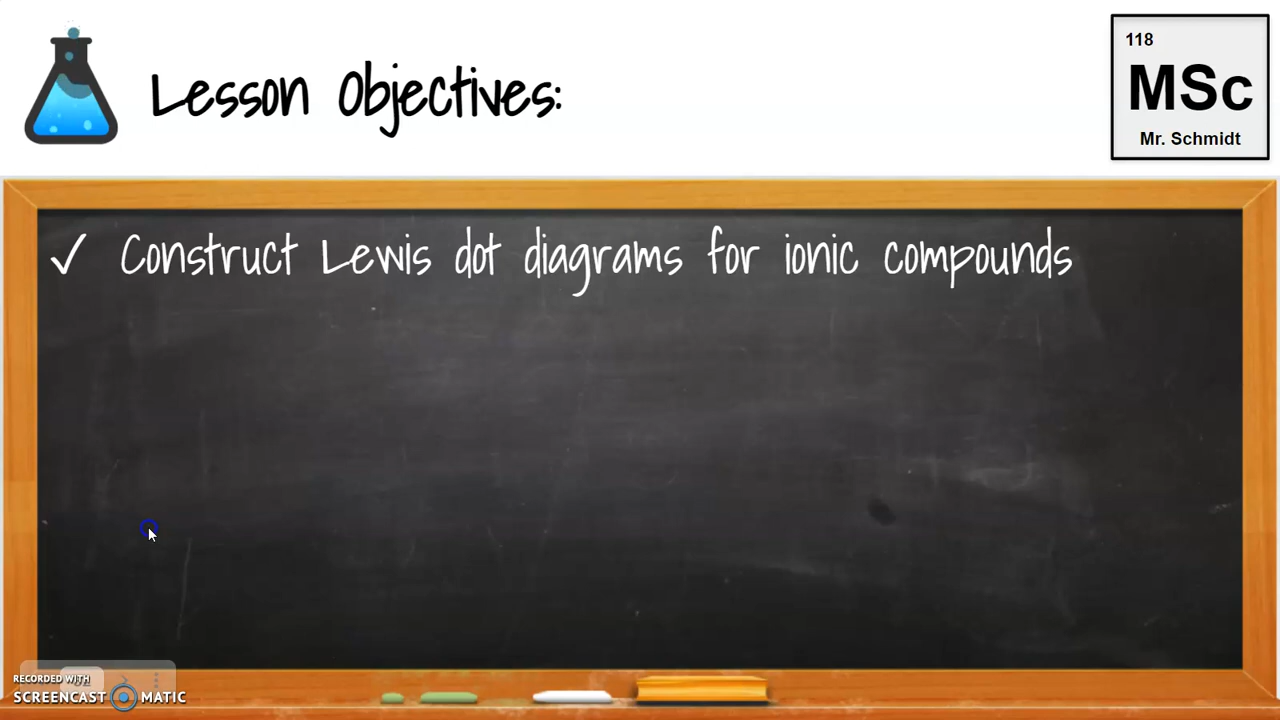 Lesson Objectives:
118
MSc
Mr. Schmidt
✓ Construct Lewis dot diagrams for ionic compounds
RECORDED WITH
SCREENCAST MATIC